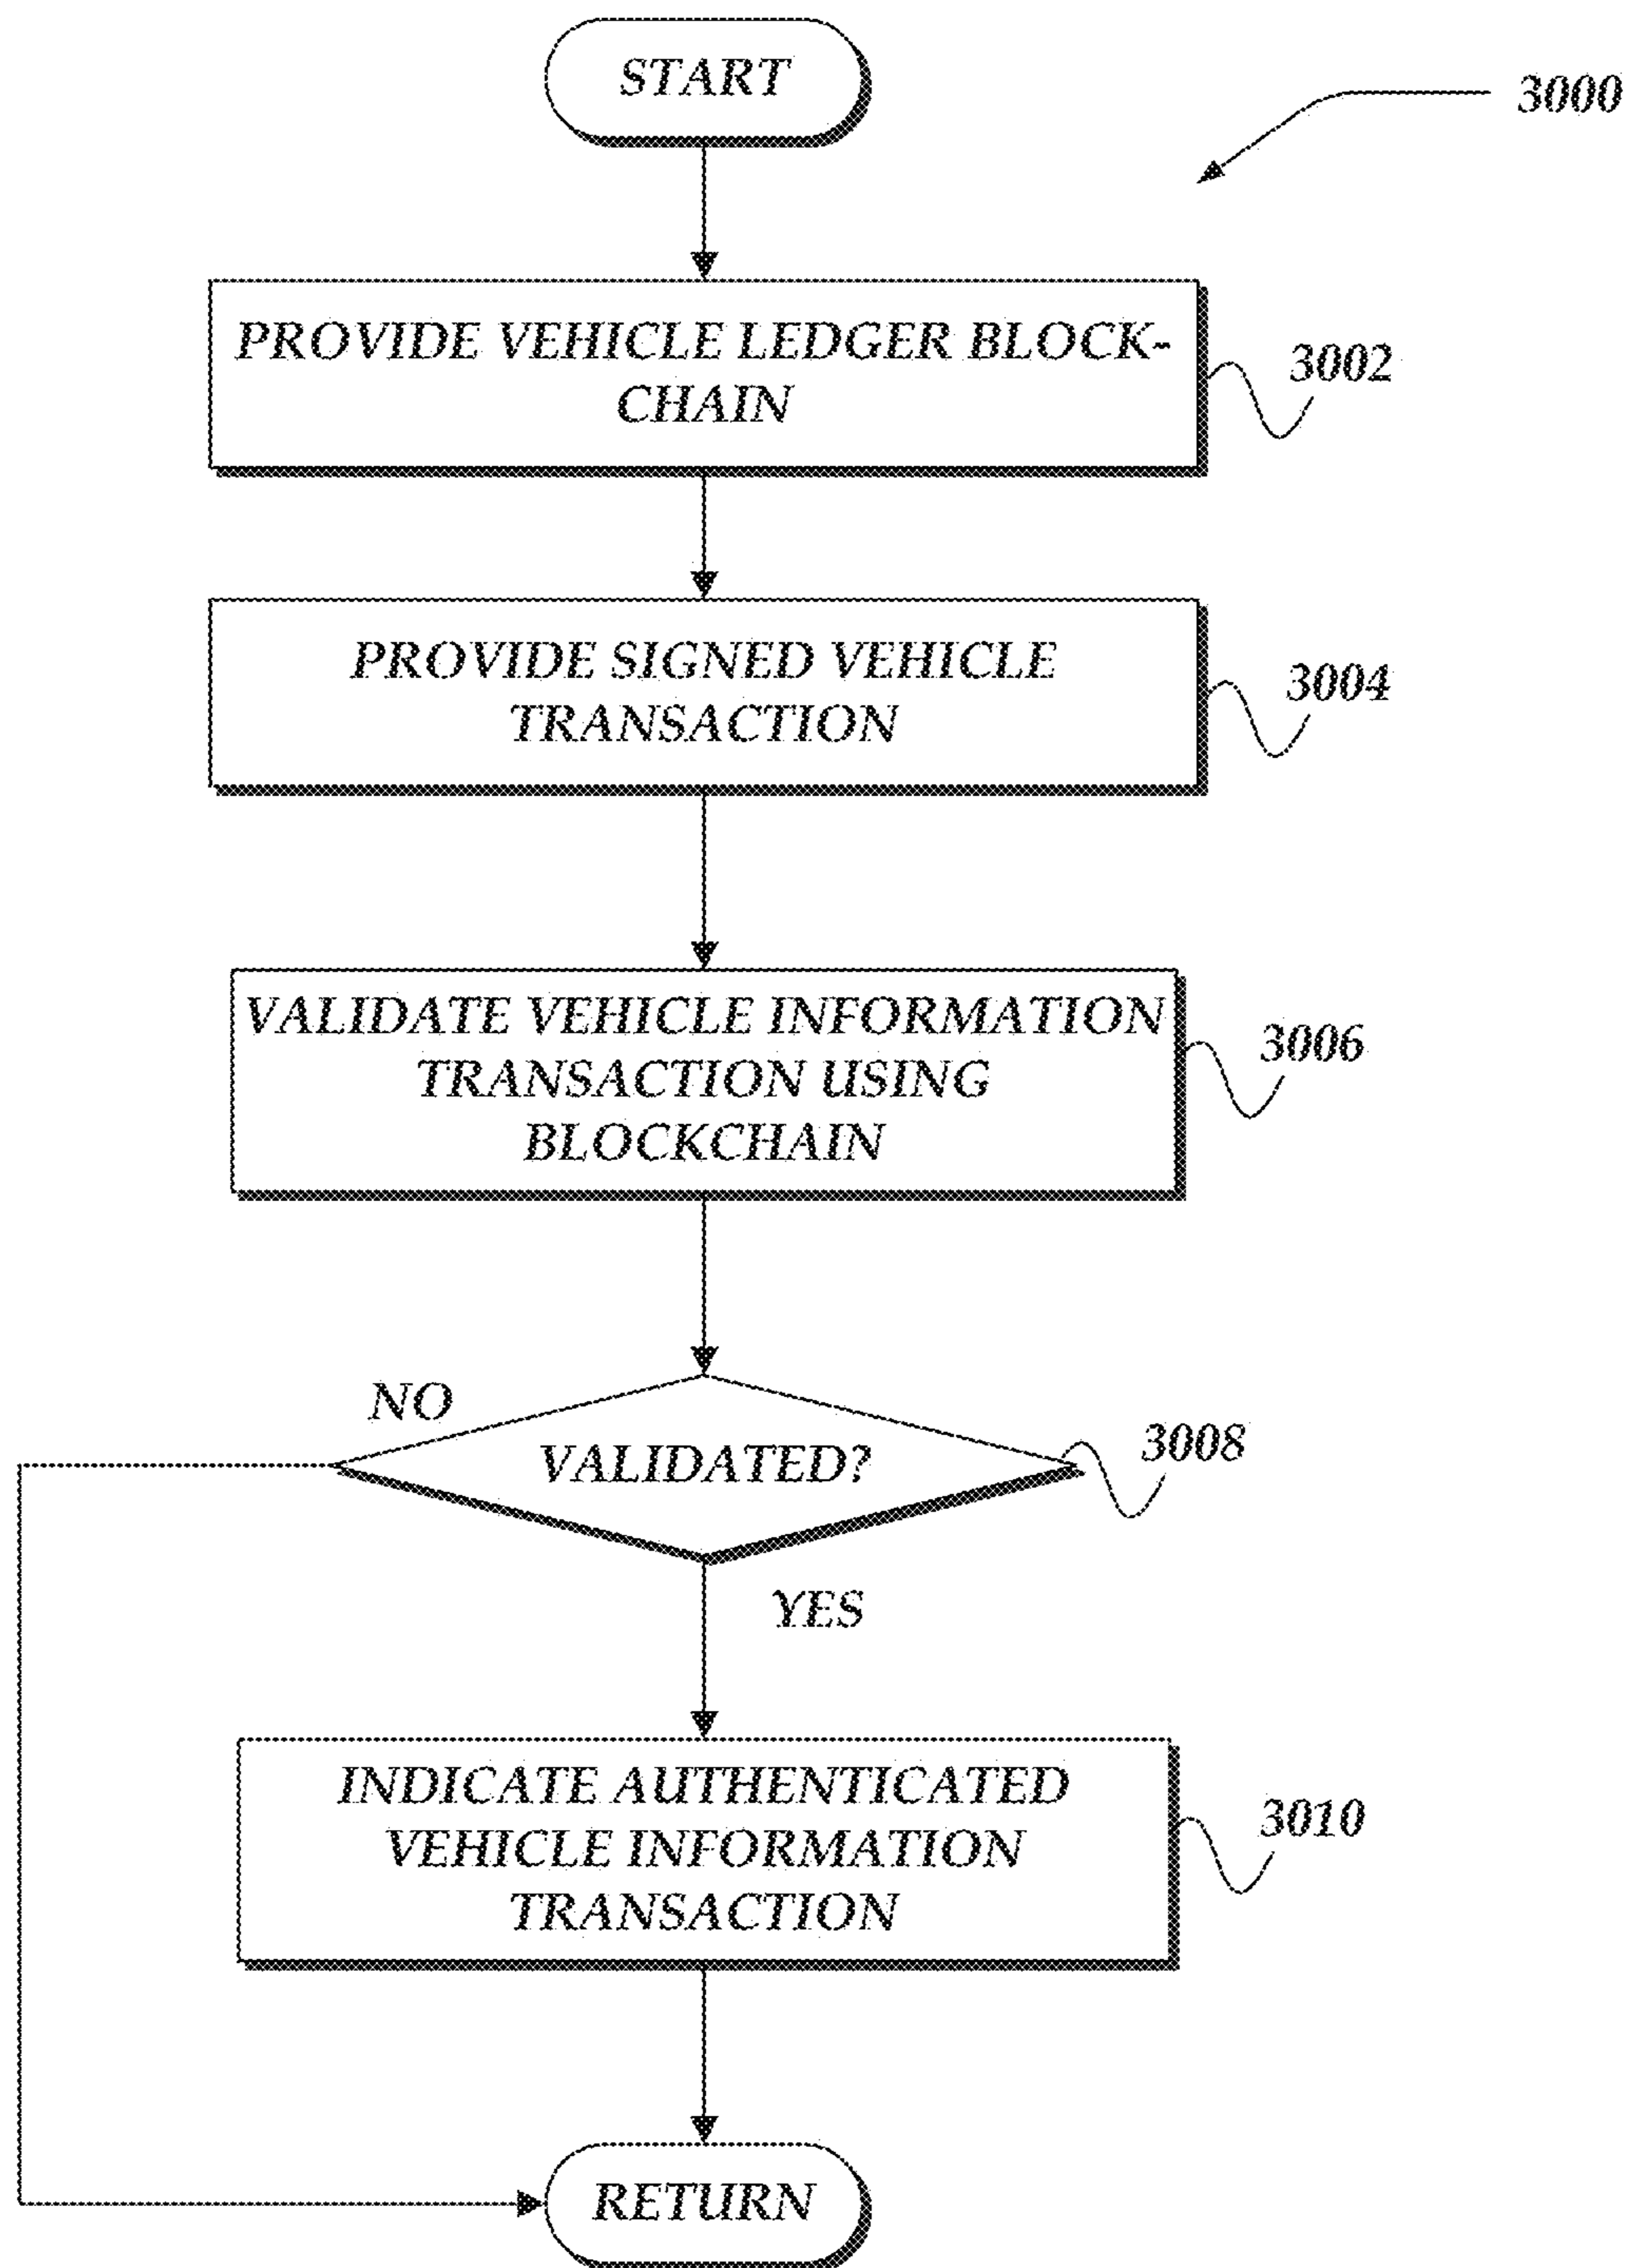 START
3000
PROVIDE VEHICLE LEDGER BLOCK-
CHAIN
3002
PROVIDE SIGNED VEHICLE
TRANSACTION
3004
VALIDATE VEHICLE INFORMATION
TRANSACTION USING
BLOCKCHAIN
3006
NO
VALIDATED?
3008
YES
INDICATE AUTHENTICATED
VEHICLE INFORMATION
TRANSACTION
3010
RETURN